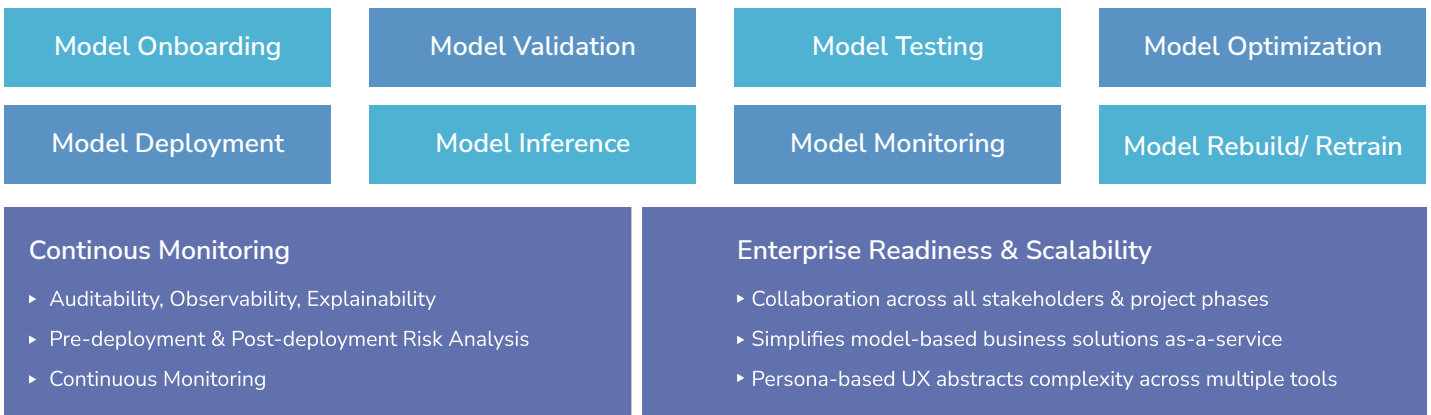 Model Onboarding
Model Validation
Model Testing
Model Optimization
Model Deployment
Model Inference
Model Monitoring
Model Rebuild/ Retrain
Continous Monitoring
Auditability, Observability, Explainability
Pre-deployment & Post-deployment Risk Analysis
Continuous Monitoring
Enterprise Readiness & Scalability
Collaboration across all stakeholders & project phases
Simplifies model-based business solutions as-a-service
Persona-based UX abstracts complexity across multiple tools